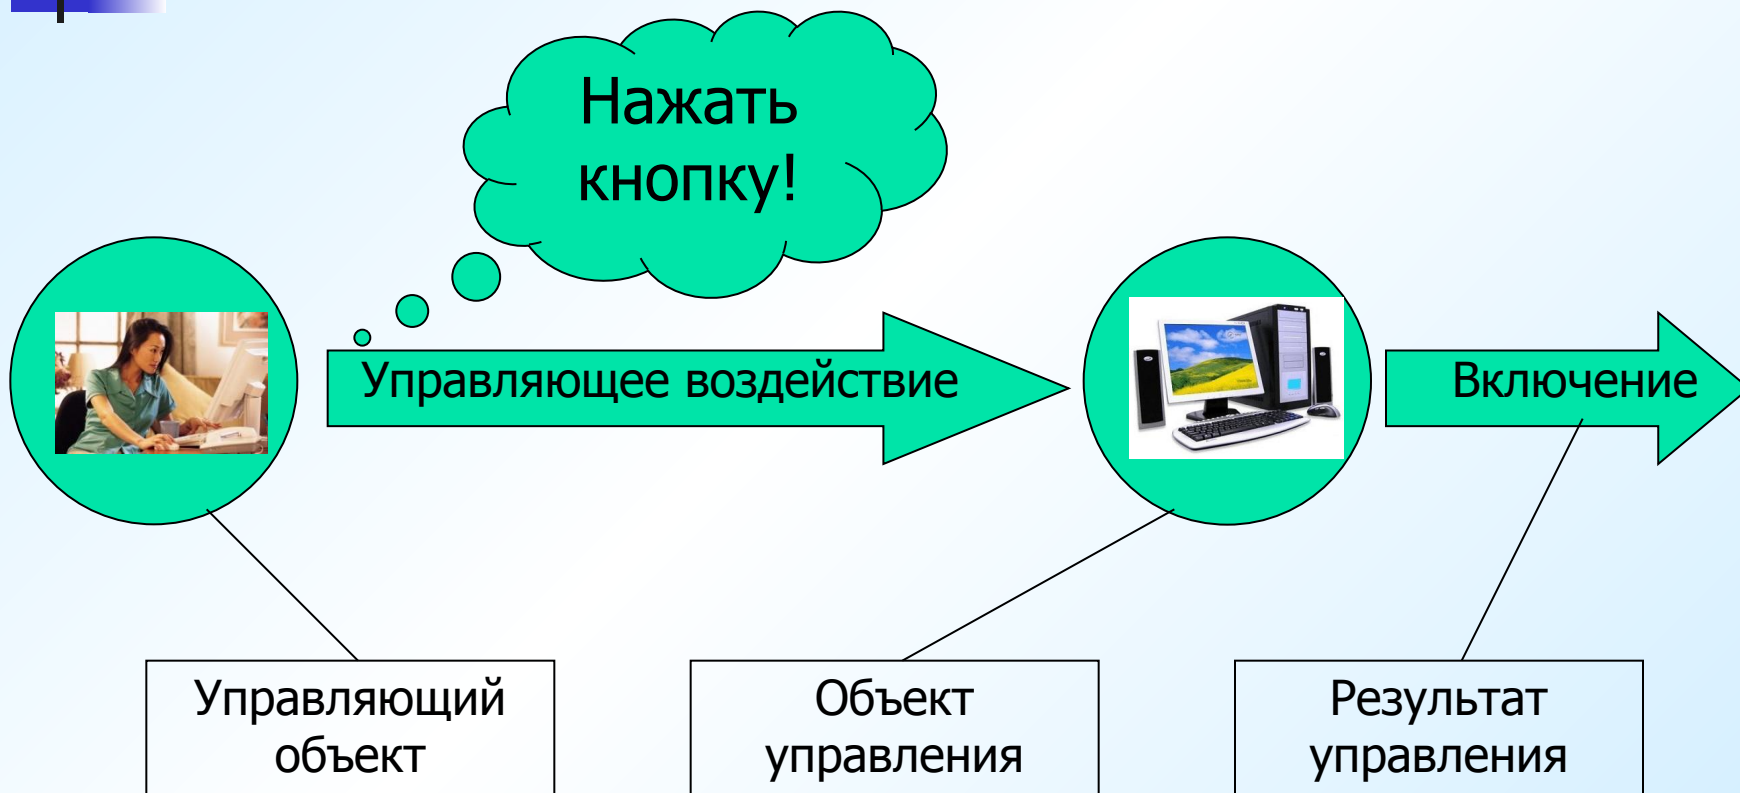 Нажать
кнопку!
Управляющее воздействие
Включение
Управляющий
объект
Объект
управления
Результат
управления